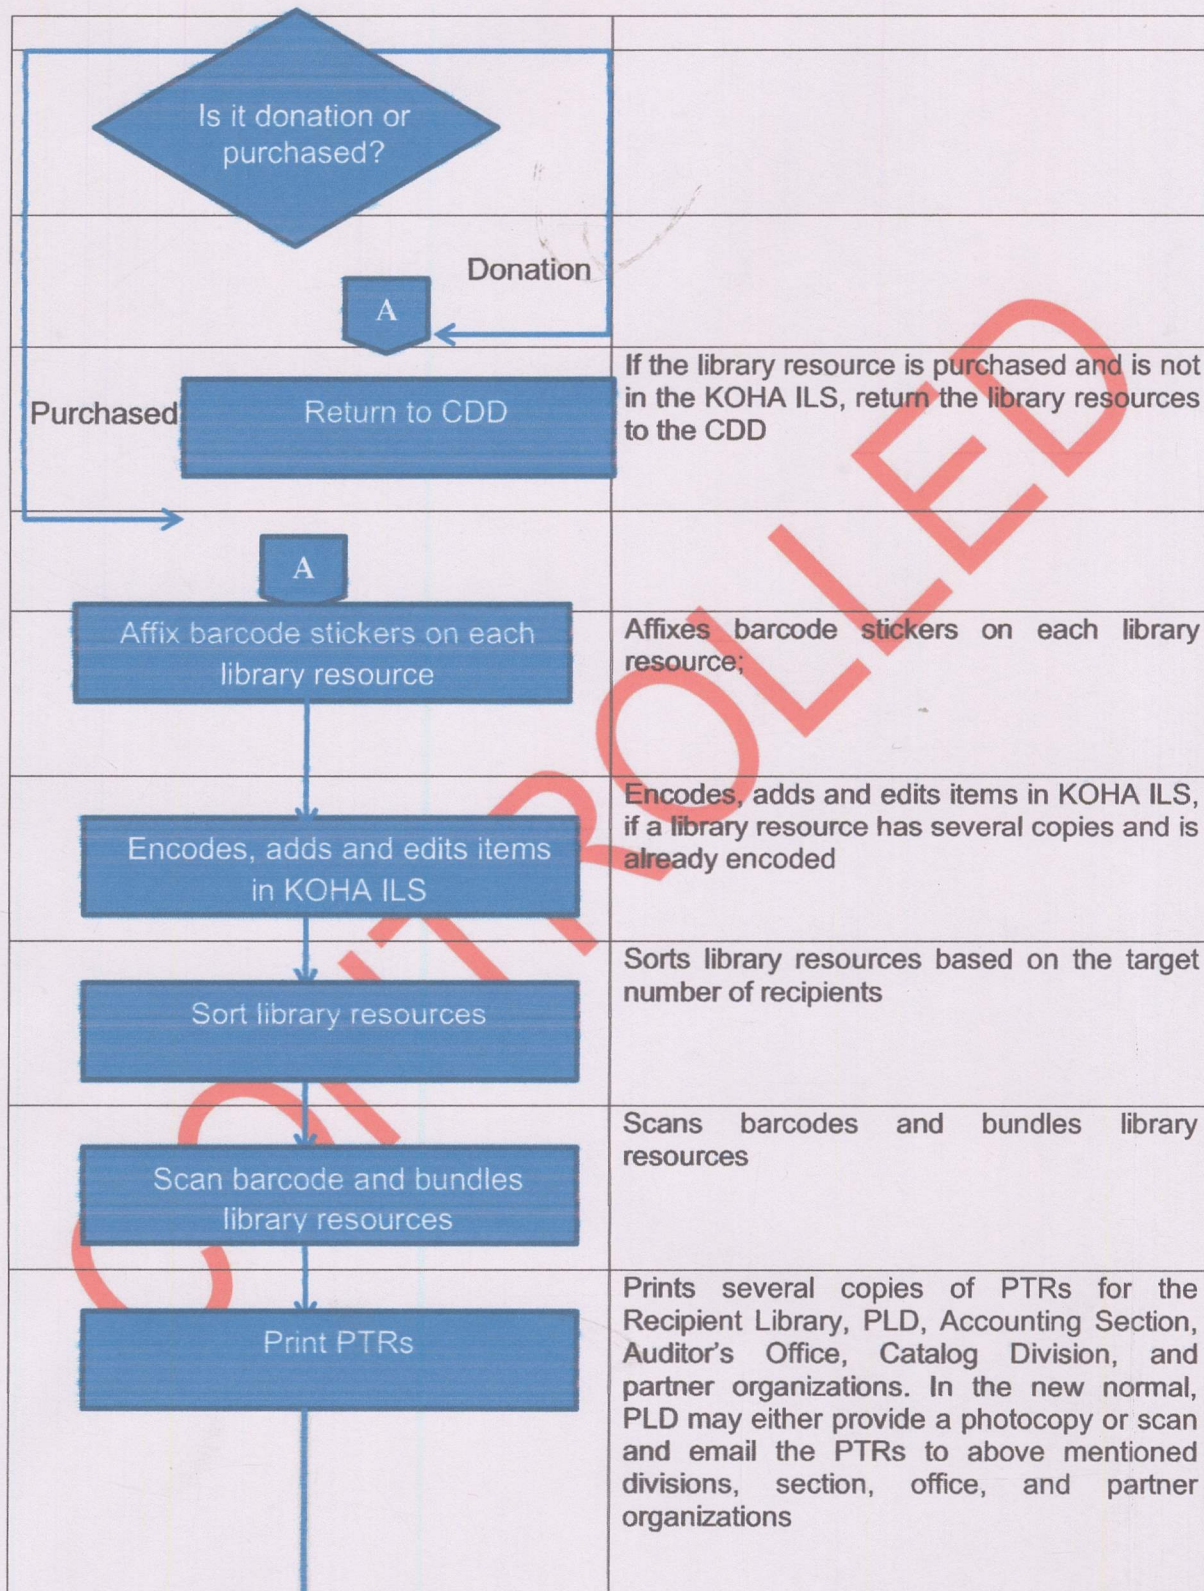 Is it donation or
purchased?
Donation
A
Purchased
Return to CDD
If the library resource is purchased and is not
in the KOHA ILS, return the library resources
to the CDD
A
Affix barcode stickers on each
library resource
Affixes barcode stickers on each library
resource;
Encodes, adds and edits items
in KOHA ILS
Encodes, adds and edits items in KOHA ILS,
if a library resource has several copies and is
already encoded
Sort library resources
Sorts library resources based on the target
number of recipients
Scan barcode and bundles
library resources
Scans barcodes and bundles library
resources
Print PTRs
Prints several copies of PTRs for the
Recipient Library, PLD, Accounting Section,
Auditor's Office, Catalog Division, and
partner organizations. In the new normal,
PLD may either provide a photocopy or scan
and email the PTRs to above mentioned
divisions, section, office, and partner
organizations
CONTROLLED